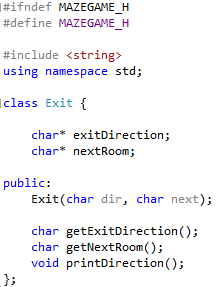 #ifndef MAZEGAME_H
#define MAZEGAME_H
#include <string>
using namespace std;
class Exit {
char* exitDirection;
char* nextRoom;
public:
Exit(char dir, char next);
char getExitDirection();
char getNextRoom();
void printDirection();
};